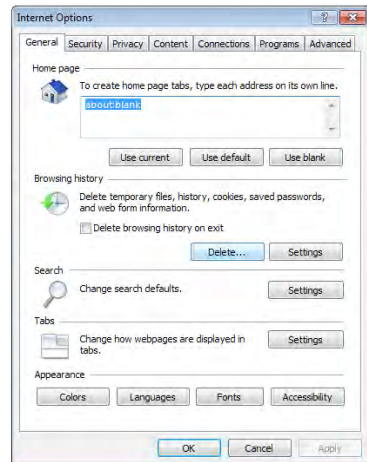 Internet Options
General Security Privacy Content Connections Programs Advanced
Home page
To create home page tabs, type each address on its own line.
about:blank
Use current Use default Use blank
Browsing history
Delete temporary files, history, cookies, saved passwords,
and web form information.
Delete browsing history on exit
Delete... Settings
Search
Change search defaults. Settings
Tabs
Change how webpages are displayed in
tabs. Settings
Appearance
Colors Languages Fonts Accessibility
OK Cancel Apply